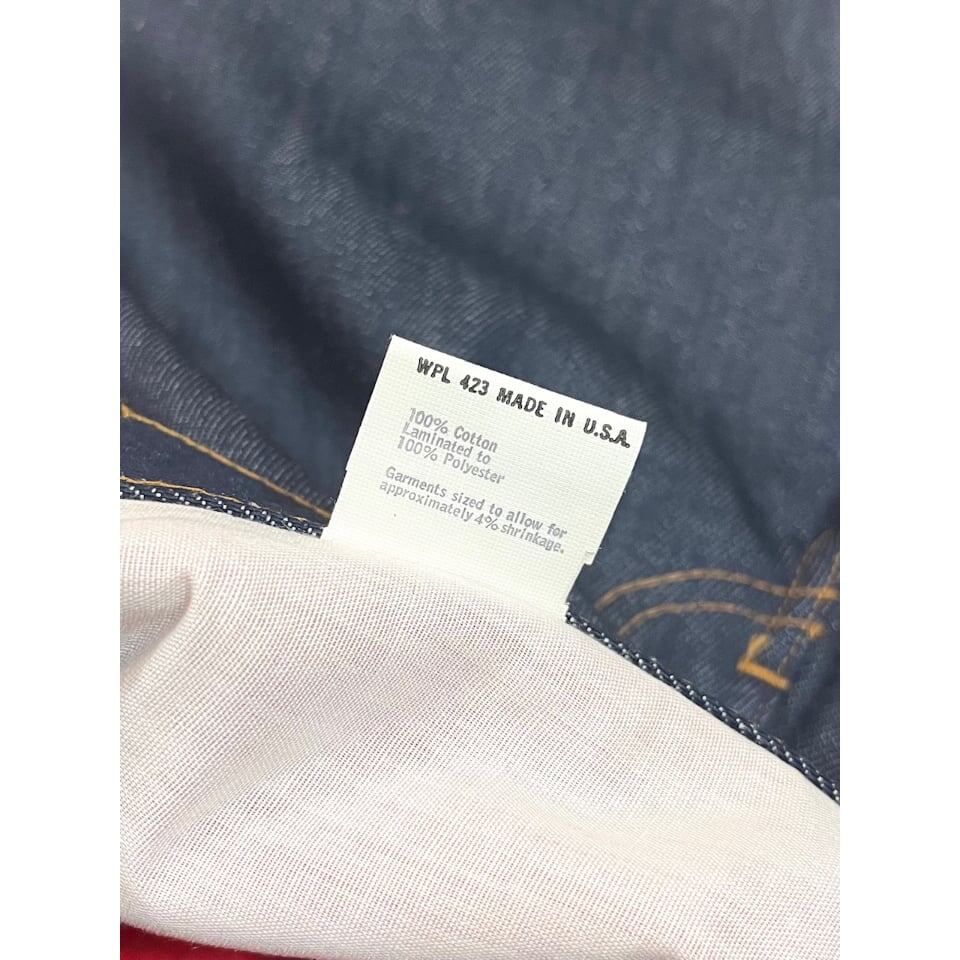 WPL 423 MADE IN U.S.A.
100% Cotton
Laminated to
100% Polyester
Garments sized to allow for
approximately 4% shrinkage.